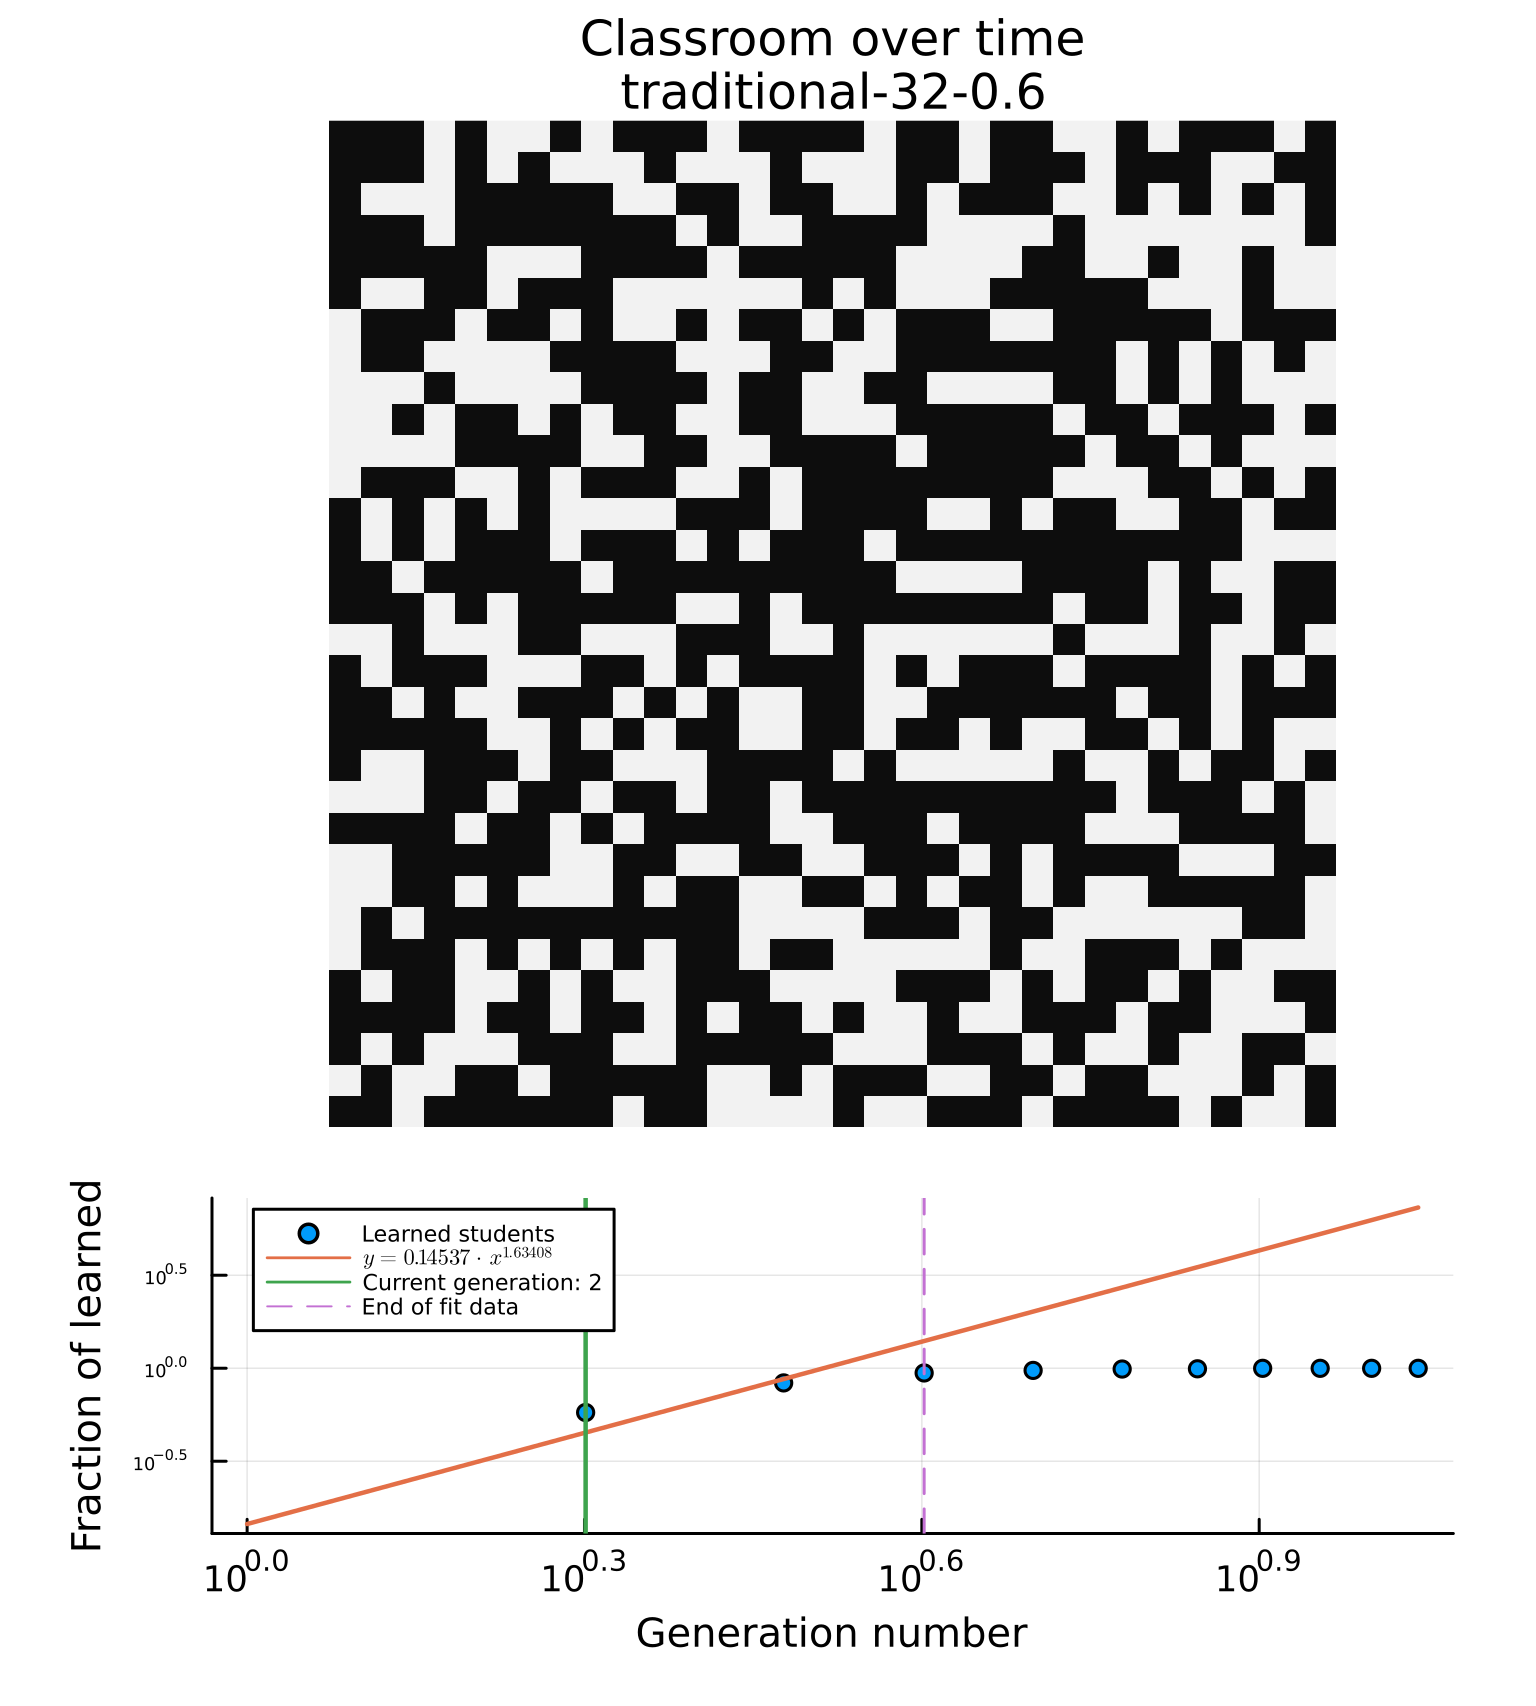 Classroom over time
traditional-32-0.6
Fraction of learned
Learned students
y = 0.14537 · x^1.63408
Current generation: 2
End of fit data
10^0.5
10^0.0
10^−0.5
10^0.0 10^0.3 10^0.6 10^0.9
Generation number